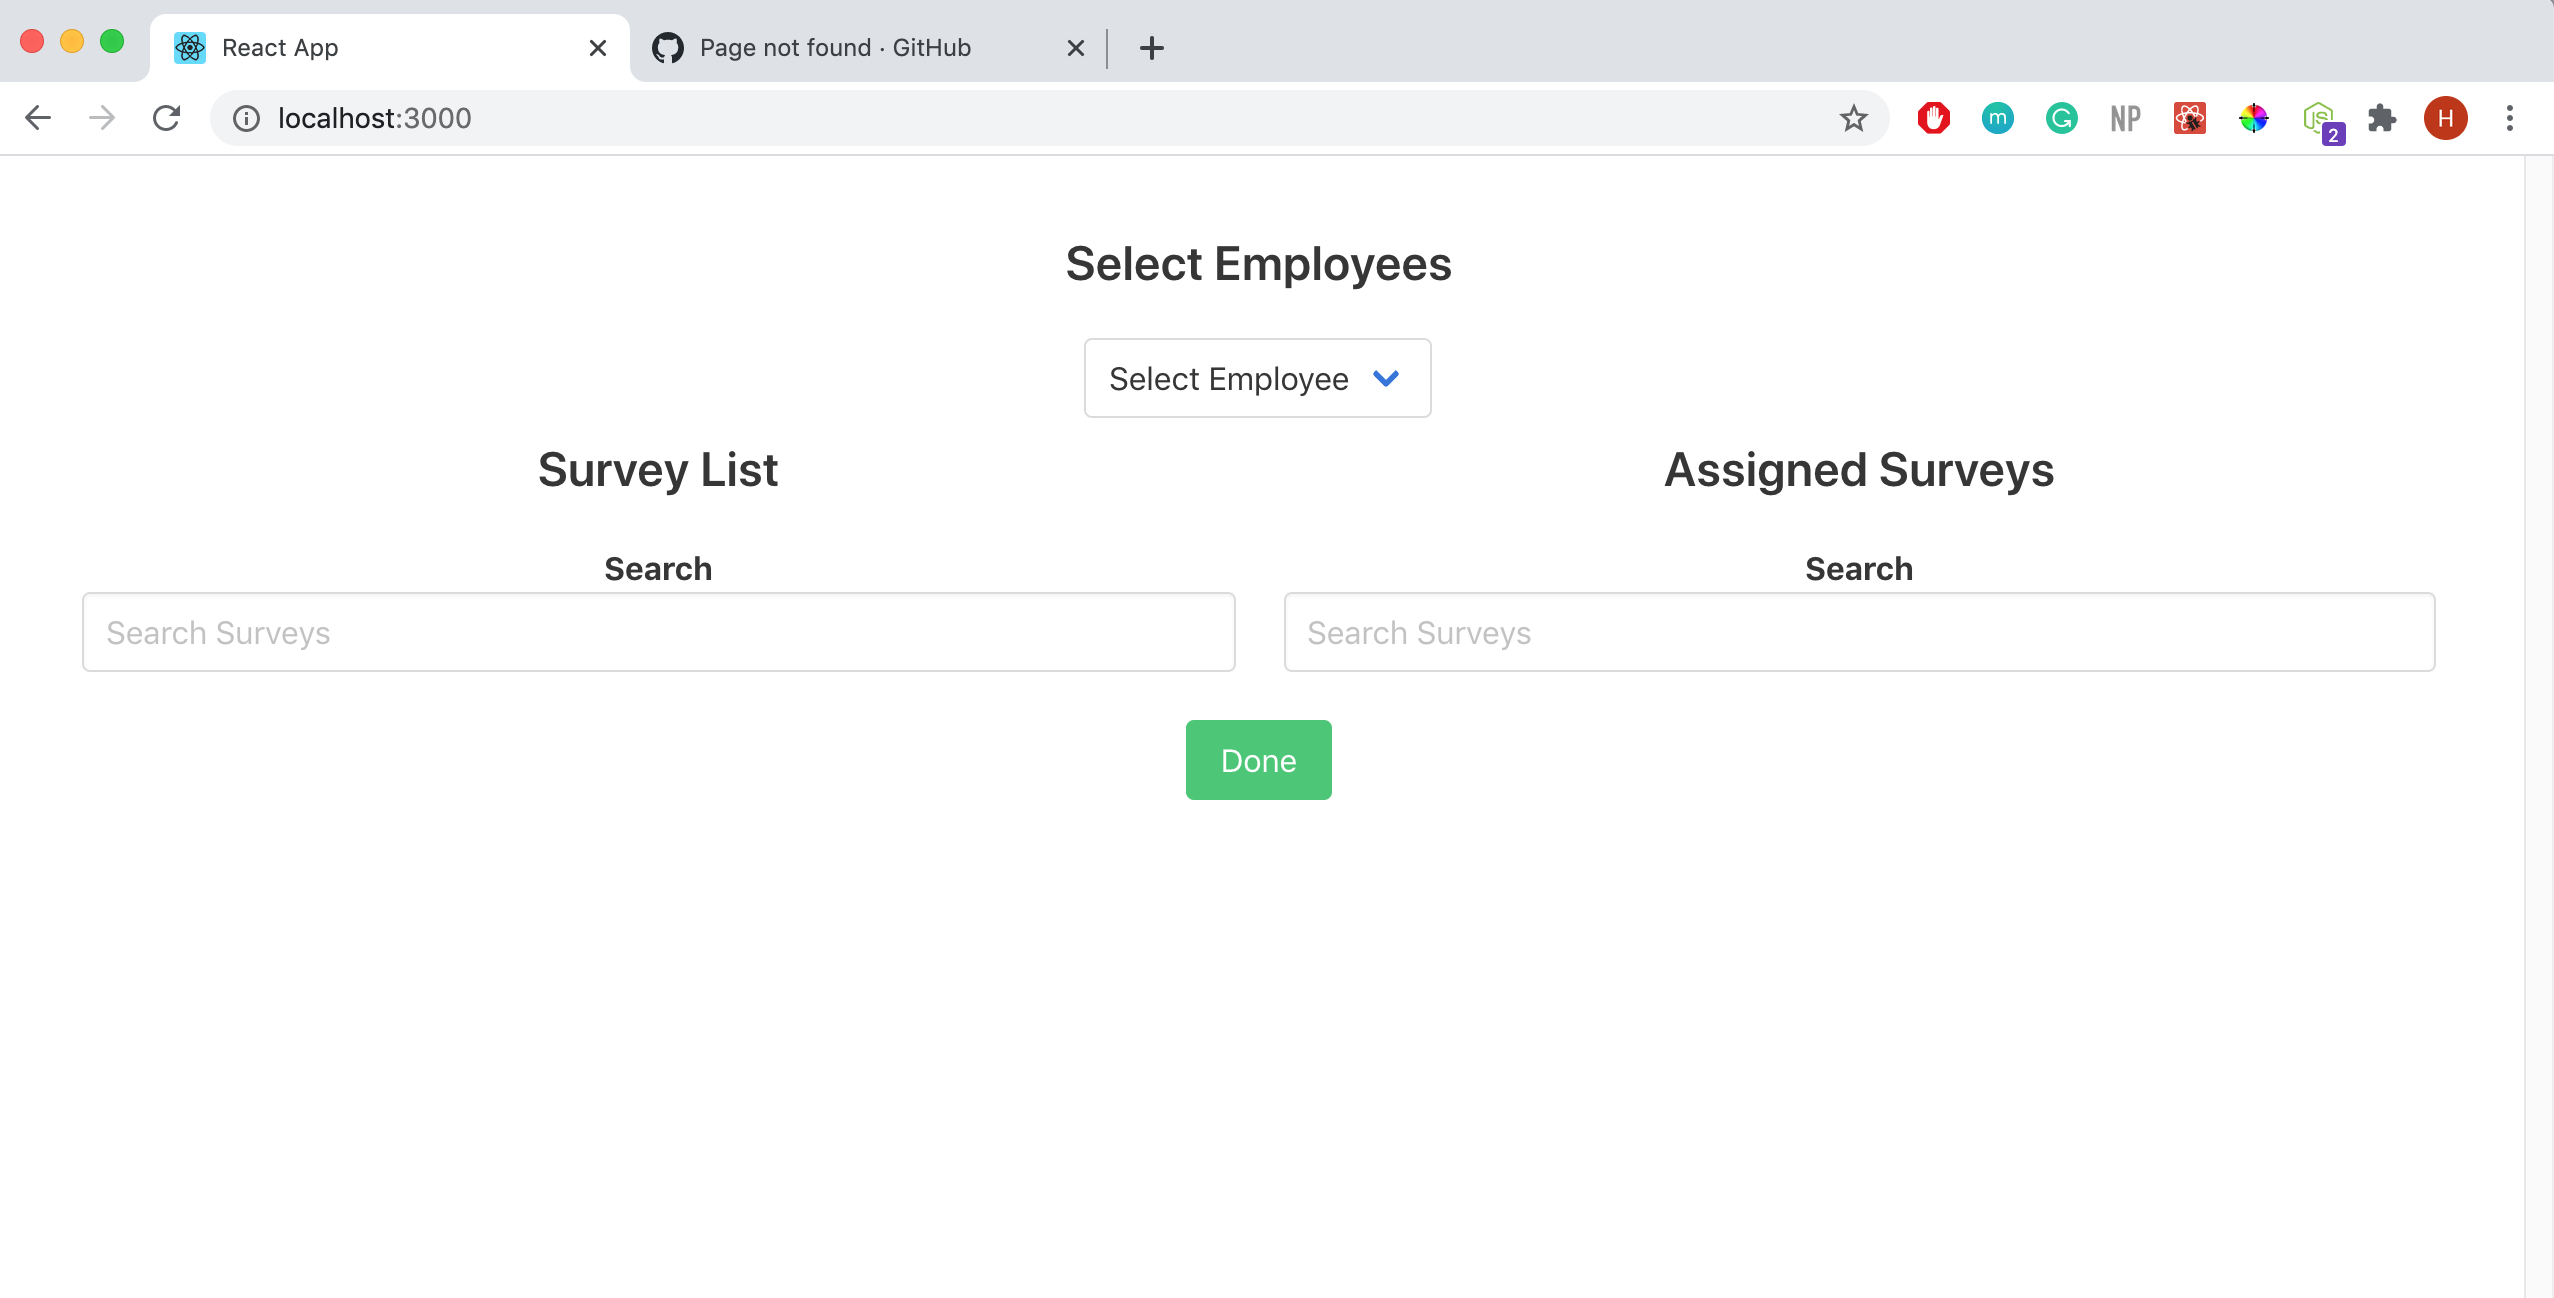 React App
Page not found · GitHub
localhost:3000
m
G
NP
JS
2
H
Select Employees
Select Employee
Survey List
Assigned Surveys
Search
Search
Search Surveys
Search Surveys
Done